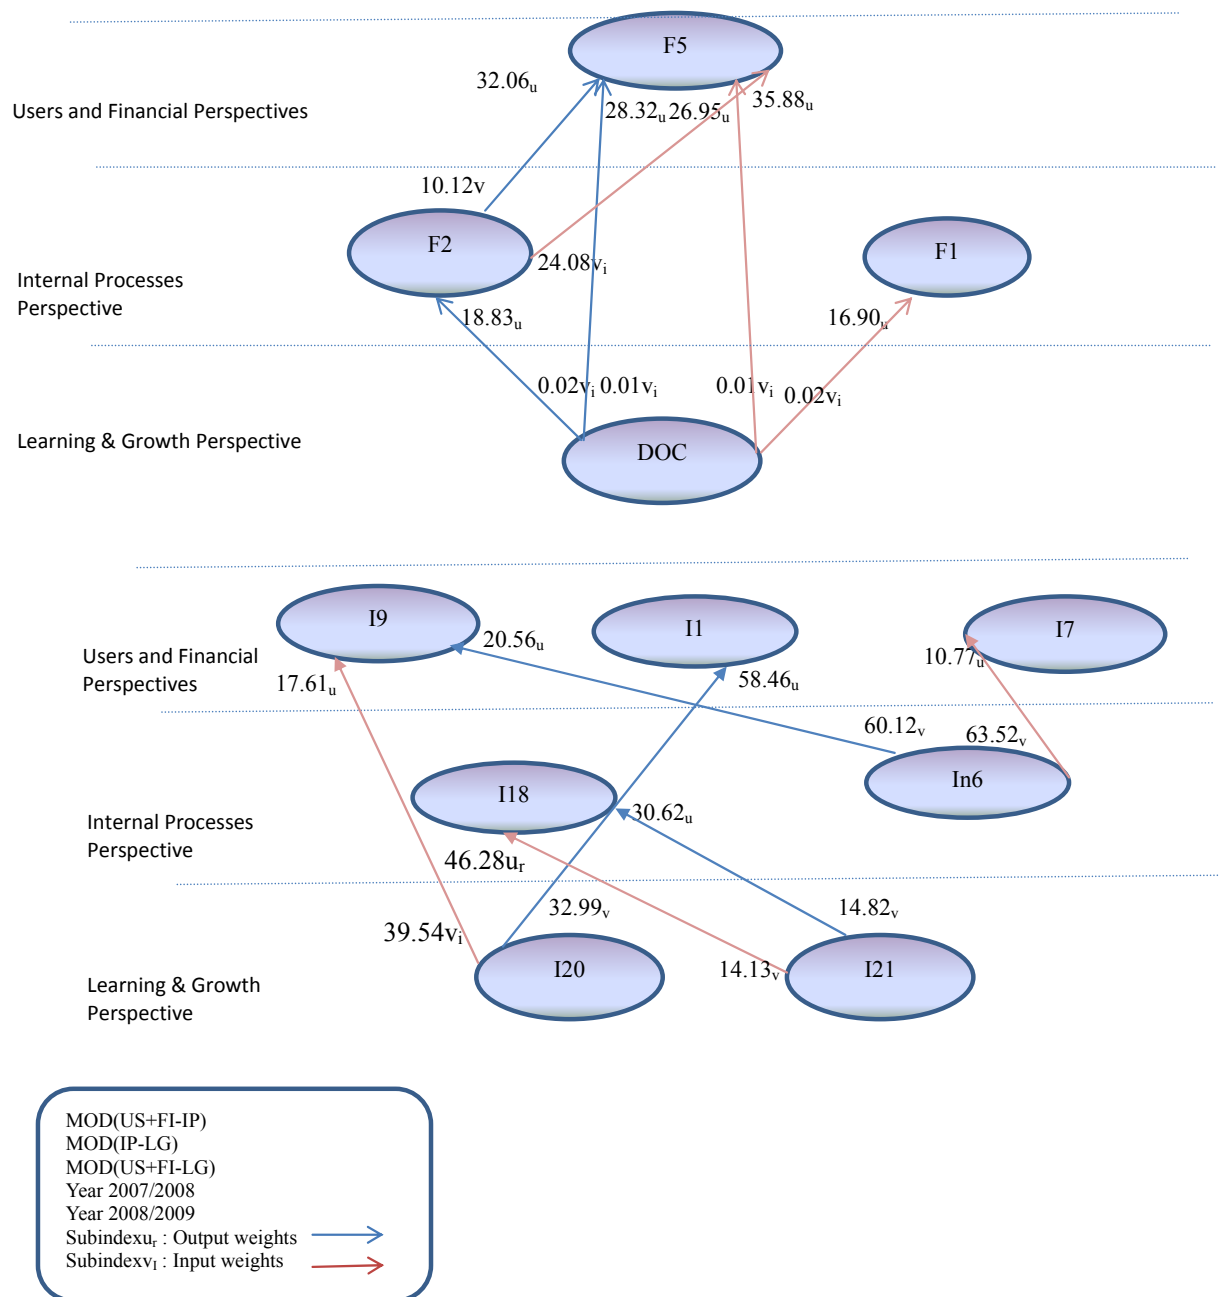 F5
32.06u
28.32u 26.95u
35.88u
Users and Financial Perspectives
10.12v
F2
F1
24.08vi
Internal Processes
Perspective
18.83u
16.90u
0.02vi 0.01vi
0.01vi
0.02vi
Learning & Growth Perspective
DOC
I9
I1
I7
20.56u
10.77u
Users and Financial
Perspectives
17.61u
58.46u
60.12v
63.52v
I18
In6
30.62u
Internal Processes
Perspective
46.28ur
32.99v
14.82v
39.54vi
I20
14.13v
I21
Learning & Growth
Perspective
MOD(US+FI-IP)
MOD(IP-LG)
MOD(US+FI-LG)
Year 2007/2008
Year 2008/2009
Subindexur : Output weights
SubindexvI : Input weights